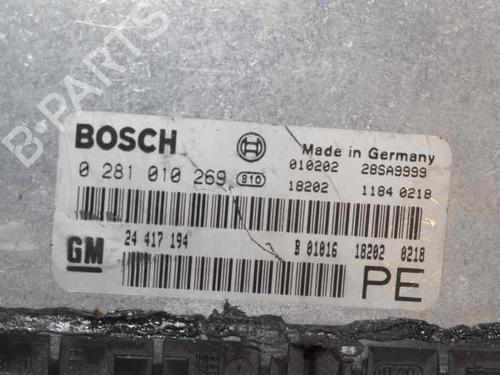 B-PARTS
BOSCH
Made in Germany
0 281 010 269 S10
010202 28SA9999
18202 1184 0218
GM 24 417 194
B 01016 18202 0218
PE